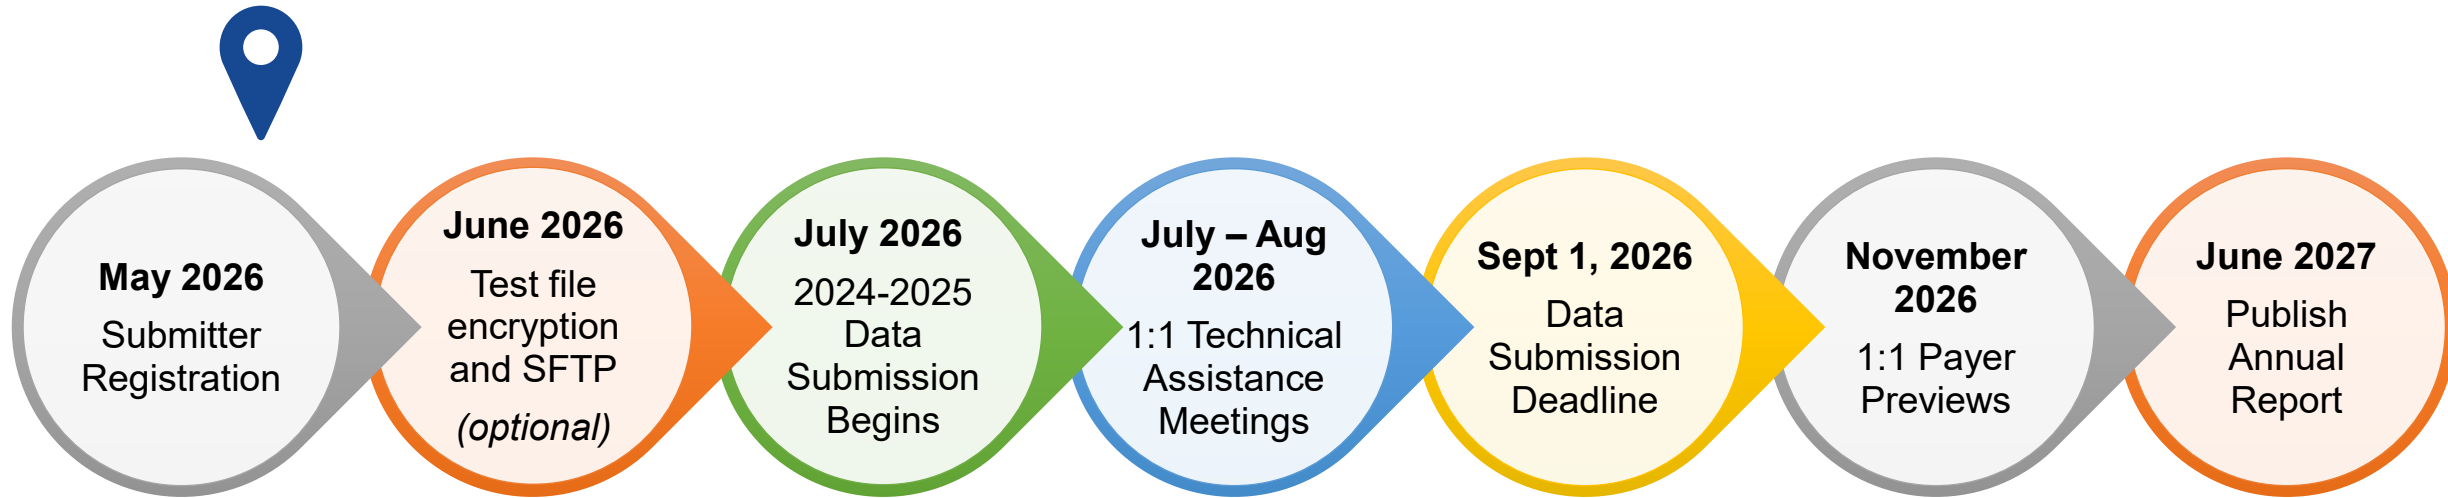 May 2026
Submitter
Registration
June 2026
Test file
encryption
and SFTP
(optional)
July 2026
2024-2025
Data
Submission
Begins
July – Aug
2026
1:1 Technical
Assistance
Meetings
Sept 1, 2026
Data
Submission
Deadline
November
2026
1:1 Payer
Previews
June 2027
Publish
Annual
Report